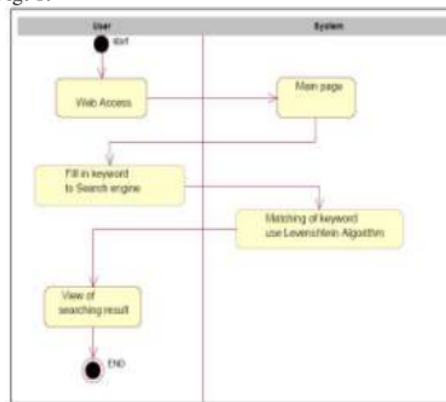 User
System
start
Web Access
Main page
Fill in keyword
to Search engine
Matching of keyword
use Levenshtein Algorithm
View of
searching result
END